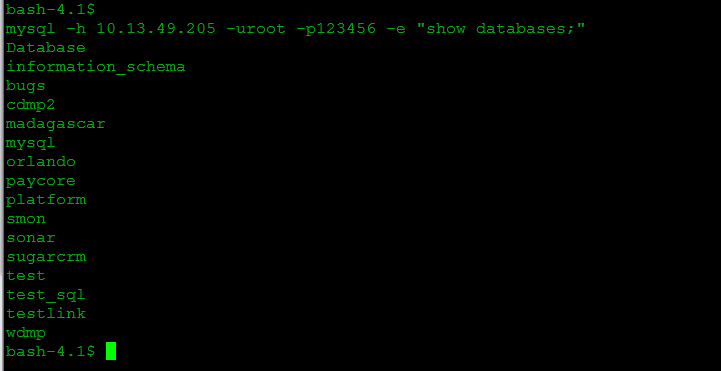 bash-4.1$
mysql -h 10.13.49.205 -uroot -p123456 -e "show databases;"
Database
information_schema
bugs
cdmp2
madagascar
mysql
orlando
paycore
platform
smon
sonar
sugarcrm
test
test_sql
testlink
wdmp
bash-4.1$